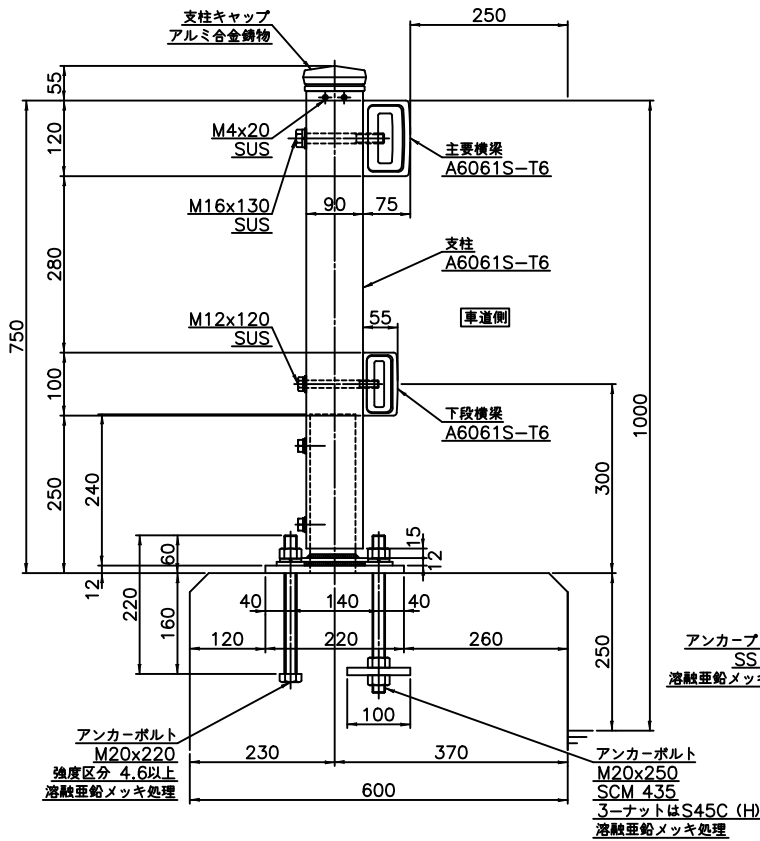 支柱キャップ
アルミ合金鋳物
250
55
120
M4x20
SUS
主要横梁
A6061S-T6
M16x130
SUS
90
75
280
支柱
A6061S-T6
750
M12x120
SUS
55
車道側
100
下段横梁
A6061S-T6
1000
250
240
300
15
60
12
12
220
160
40
140
40
120
220
260
250
アンカープ
SS
溶融亜鉛メッキ
100
アンカーボルト
M20x220
強度区分 4.6以上
溶融亜鉛メッキ処理
230
370
600
アンカーボルト
M20x250
SCM 435
3-ナットはS45C (H)
溶融亜鉛メッキ処理